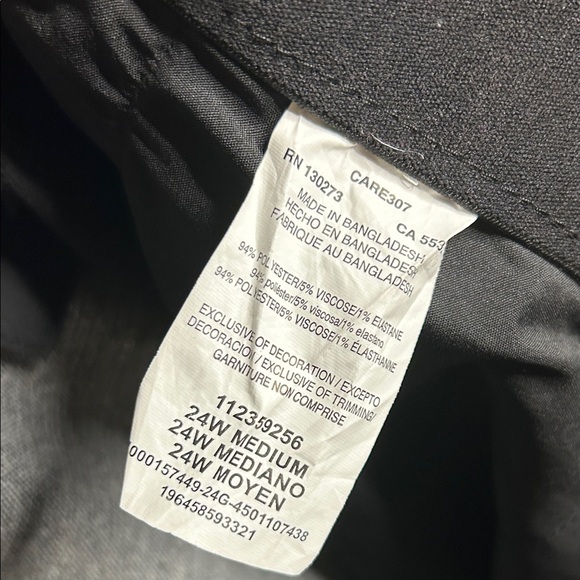 CARE307
RN 130273 CA 553
MADE IN BANGLADESH
HECHO EN BANGLADESH
FABRIQUE AU BANGLADESH
94% POLYESTER/5% VISCOSE/1% ELASTANE
94% poliéster/5% viscosa/1% elastano
94% POLYESTER/5% VISCOSE/1% ÉLASTHANNE
EXCLUSIVE OF DECORATION / EXCEPTO
DECORACION / EXCLUSIVE OF TRIMMING/
GARNITURE NON COMPRISE
112359256
24W MEDIUM
24W MEDIANO
24W MOYEN
000157449-24G-4501107438
196458593321